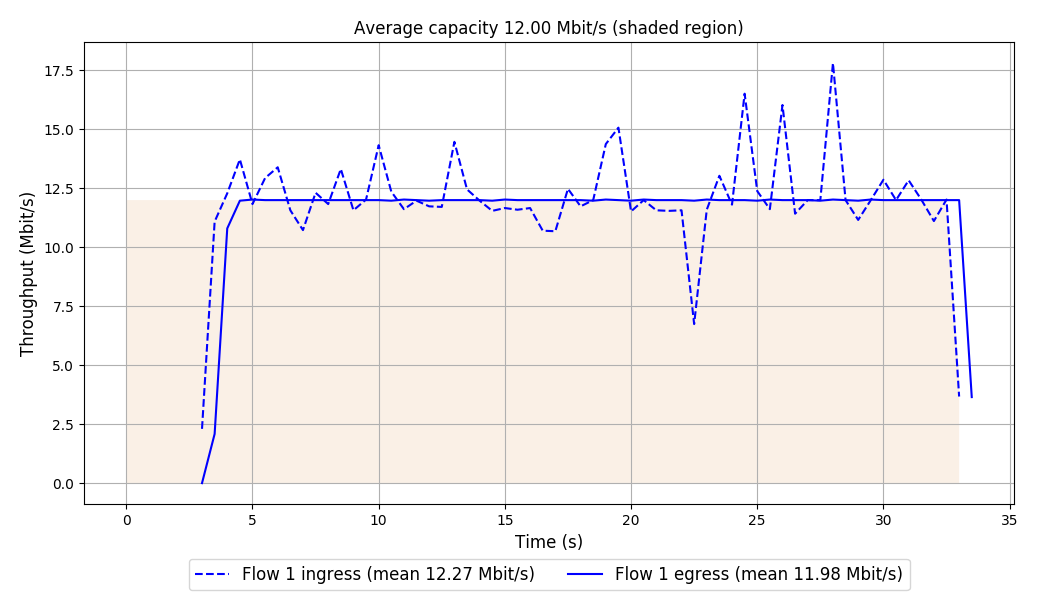 Average capacity 12.00 Mbit/s (shaded region)
Throughput (Mbit/s)
17.5
15.0
12.5
10.0
7.5
5.0
2.5
0.0
0 5 10 15 20 25 30 35
Time (s)
Flow 1 ingress (mean 12.27 Mbit/s) Flow 1 egress (mean 11.98 Mbit/s)